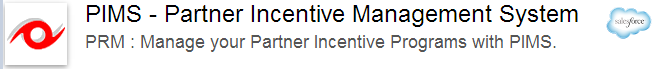 PIMS - Partner Incentive Management System
PRM : Manage your Partner Incentive Programs with PIMS.
salesforce